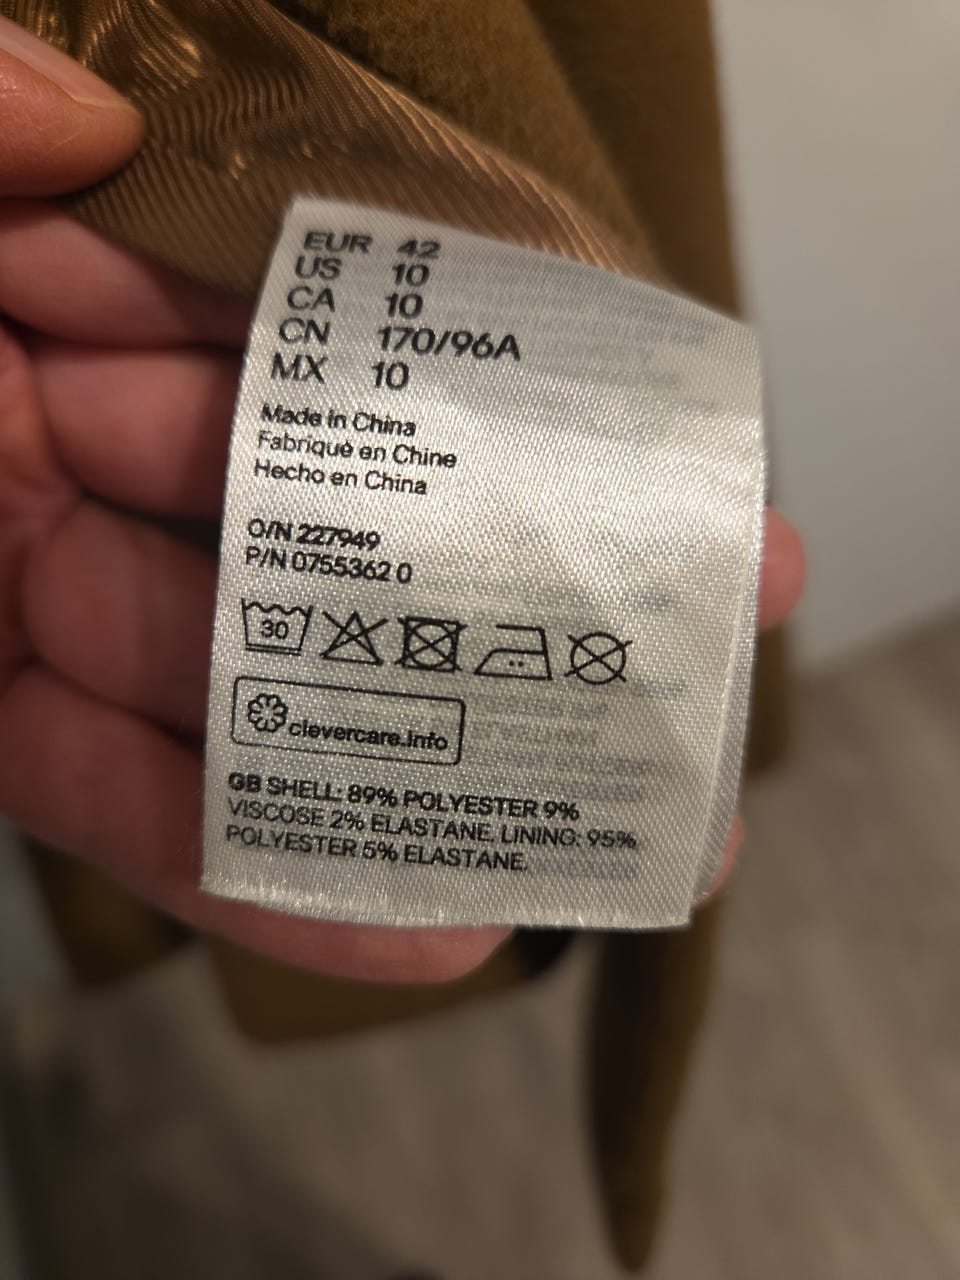 EUR 42
US 10
CA 10
CN 170/96A
MX 10
Made in China
Fabriqué en Chine
Hecho en China
O/N 227949
P/N 0755362 0
30
clevercare.info
GB SHELL: 89% POLYESTER 9%
VISCOSE 2% ELASTANE. LINING: 95%
POLYESTER 5% ELASTANE.